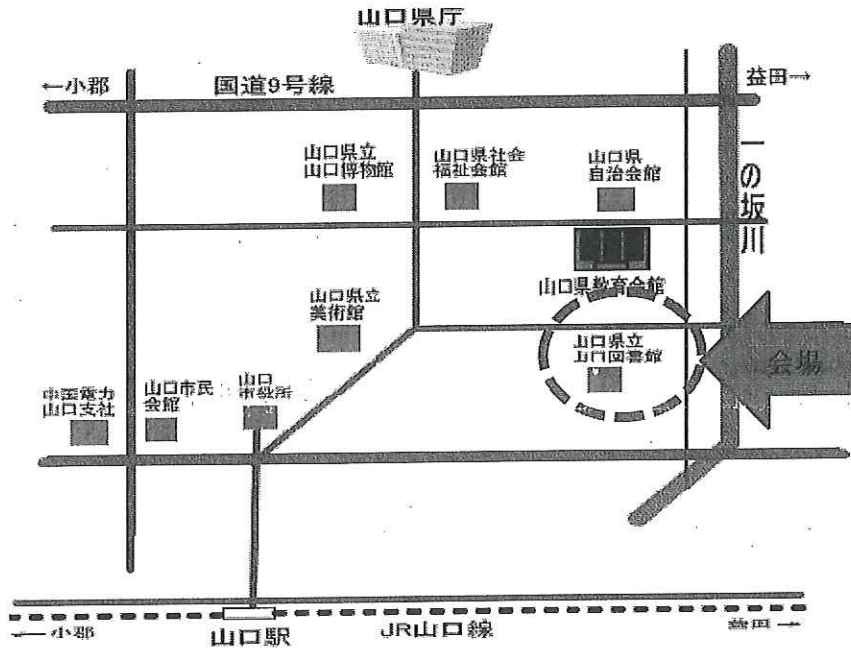 山口県庁
←小郡
国道9号線
益田→
一の坂川
山口県立
山口博物館
山口県社会
福祉会館
山口県
自治会館
山口県教育会館
山口県立
美術館
山口県立
山口図書館
会場
中国電力
山口支社
山口市民
会館
山口
市役所
←小郡
山口駅
JR山口線
益田→